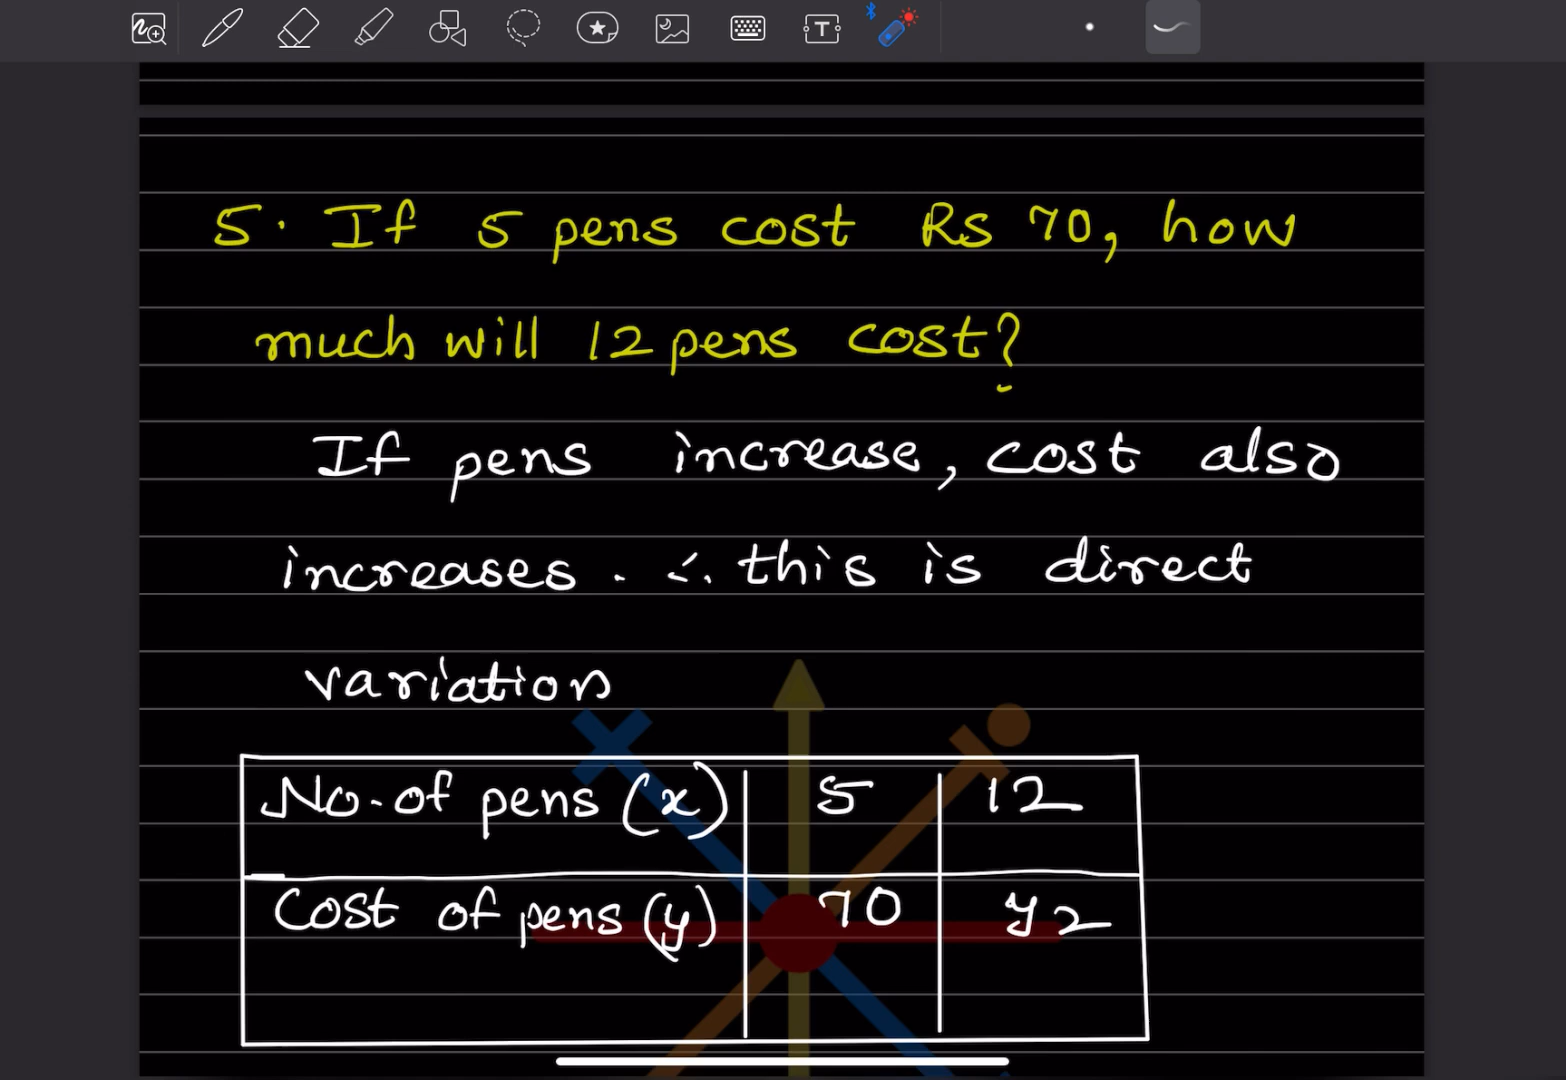 5. If 5 pens cost Rs 70, how
much will 12 pens cost?
If pens increase, cost also
increases. ∴ this is direct
variation
No. of pens (x) 5 12
Cost of pens (y) 70 y2